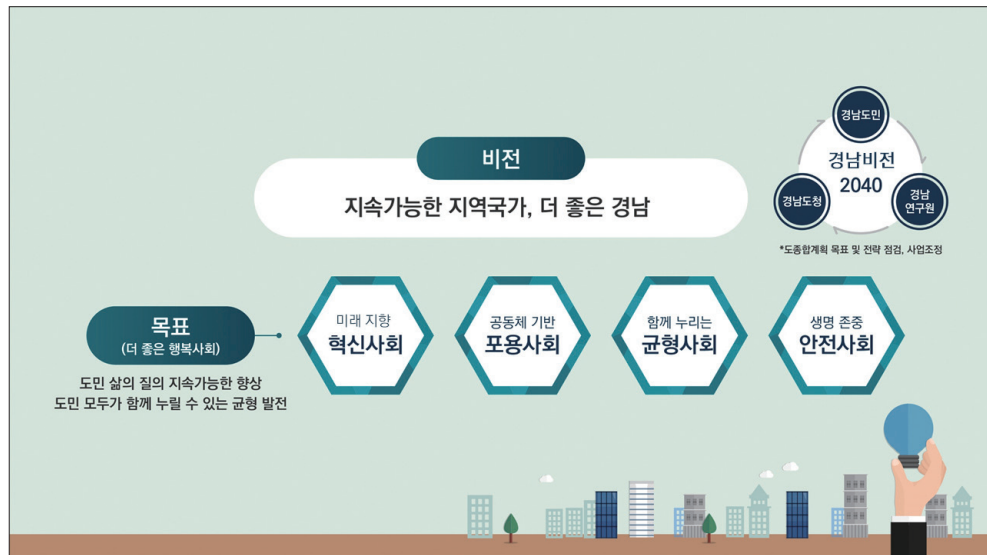 비전
지속가능한 지역국가, 더 좋은 경남
경남도민
경남비전
2040
경남도청
경남
연구원
*도종합계획 목표 및 전략 점검, 사업조정
목표
(더 좋은 행복사회)
도민 삶의 질의 지속가능한 향상
도민 모두가 함께 누릴 수 있는 균형 발전
미래 지향
혁신사회
공동체 기반
포용사회
함께 누리는
균형사회
생명 존중
안전사회